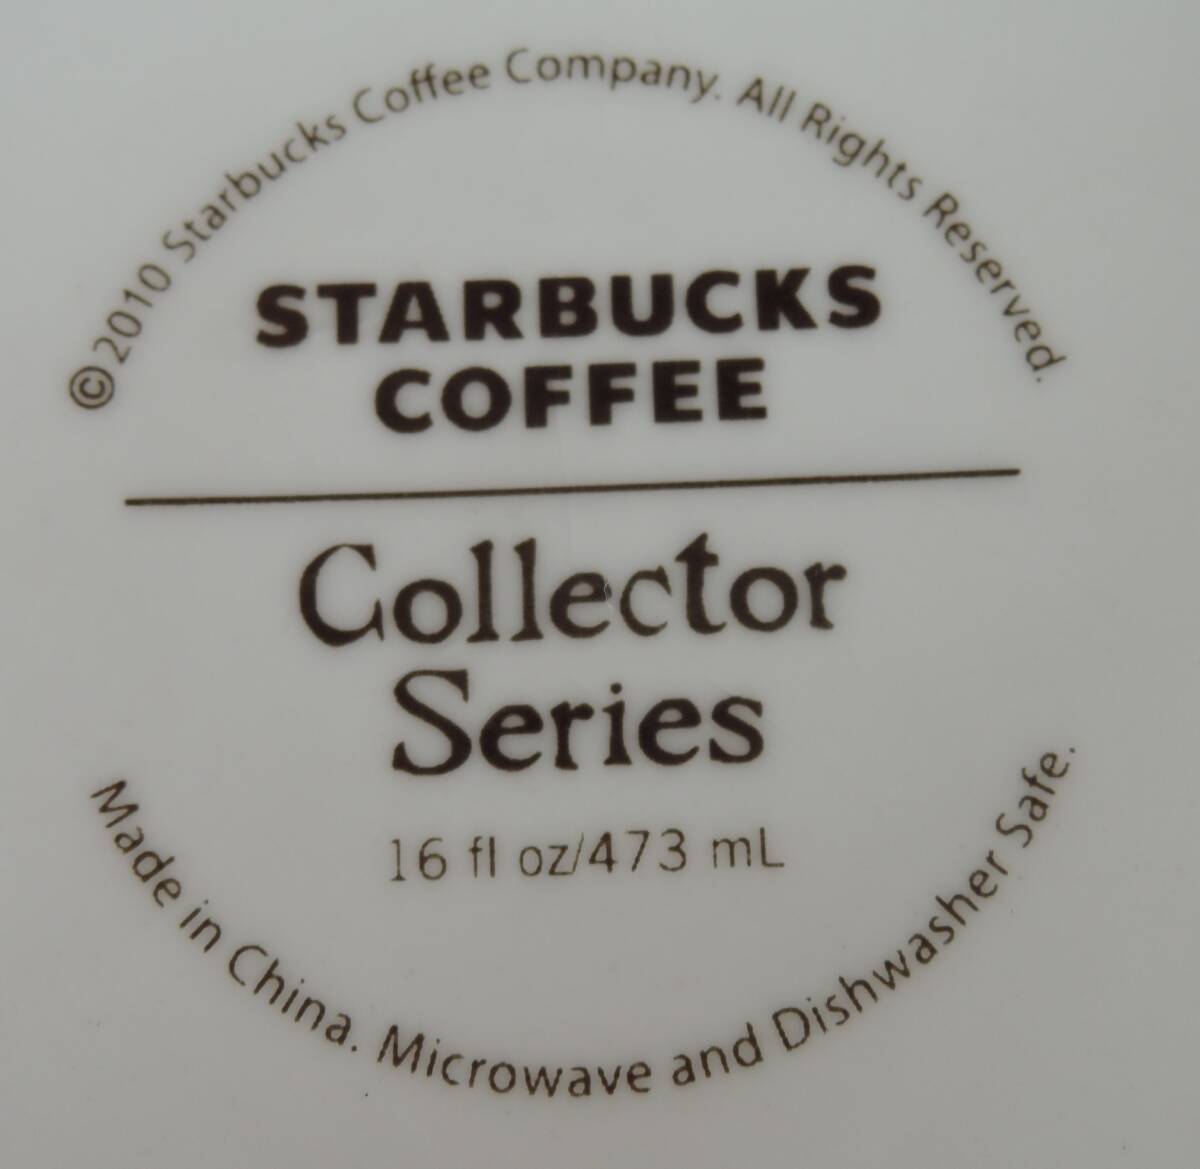 ©2010 Starbucks Coffee Company. All Rights Reserved.
STARBUCKS
COFFEE
Collector
Series
16 fl oz/473 mL
Made in China. Microwave and Dishwasher Safe.